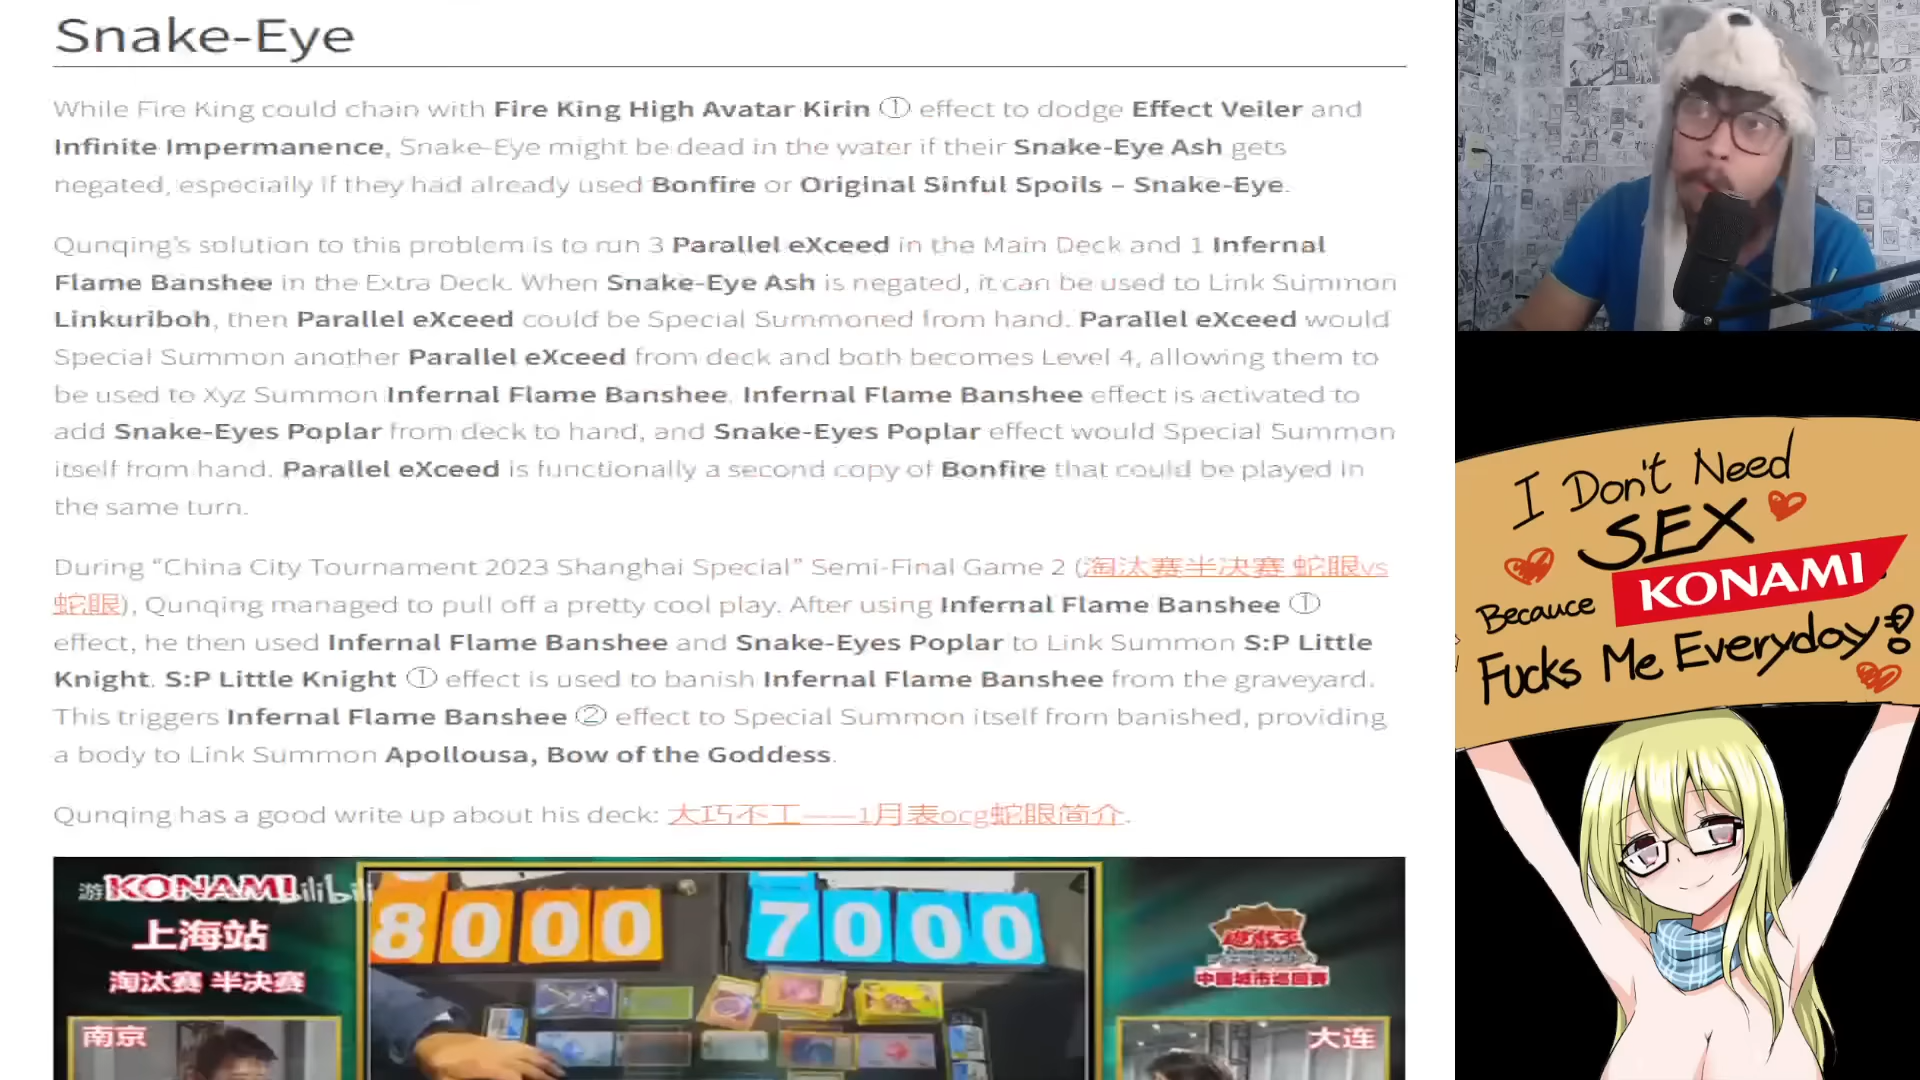 Snake-Eye
While Fire King could chain with Fire King High Avatar Kirin ① effect to dodge Effect Veiler and
Infinite Impermanence, Snake-Eye might be dead in the water if their Snake-Eye Ash gets
negated, especially if they had already used Bonfire or Original Sinful Spoils – Snake-Eye.
Qunqing's solution to this problem is to run 3 Parallel eXceed in the Main Deck and 1 Infernal
Flame Banshee in the Extra Deck. When Snake-Eye Ash is negated, it can be used to Link Summon
Linkuriboh, then Parallel eXceed could be Special Summoned from hand. Parallel eXceed would
Special Summon another Parallel eXceed from deck and both becomes Level 4, allowing them to
be used to Xyz Summon Infernal Flame Banshee. Infernal Flame Banshee effect is activated to
add Snake-Eyes Poplar from deck to hand, and Snake-Eyes Poplar effect would Special Summon
itself from hand. Parallel eXceed is functionally a second copy of Bonfire that could be played in
the same turn.
During “China City Tournament 2023 Shanghai Special” Semi-Final Game 2 (淘汰赛半决赛 蛇眼vs
蛇眼), Qunqing managed to pull off a pretty cool play. After using Infernal Flame Banshee ①
effect, he then used Infernal Flame Banshee and Snake-Eyes Poplar to Link Summon S:P Little
Knight. S:P Little Knight ① effect is used to banish Infernal Flame Banshee from the graveyard.
This triggers Infernal Flame Banshee ② effect to Special Summon itself from banished, providing
a body to Link Summon Apollousa, Bow of the Goddess.
Qunqing has a good write up about his deck: 大巧不工——1月表ocg蛇眼简介.
KONAMI
上海站
淘汰赛 半决赛
南京
8000
7000
遊戯王
中国城市巡回赛
大连
I Don't Need
SEX
Becauce KONAMI
Fucks Me Everyday!?